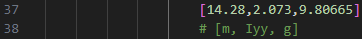 37 [14.28,2.073,9.80665]
38 # [m, Iyy, g]